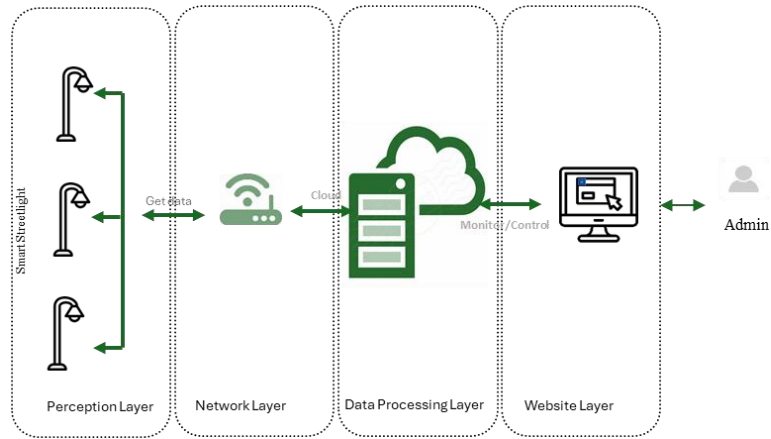 Smart Streetlight
Get data
Cloud
Monitor/Control
Admin
Perception Layer
Network Layer
Data Processing Layer
Website Layer